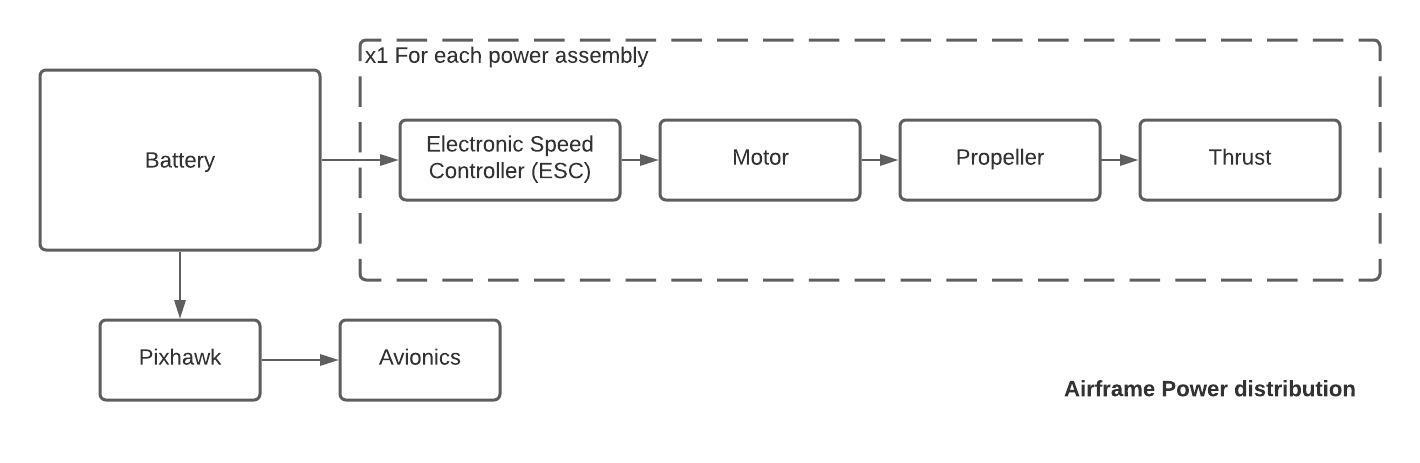 x1 For each power assembly
Battery
Electronic Speed
Controller (ESC)
Motor
Propeller
Thrust
Pixhawk
Avionics
Airframe Power distribution